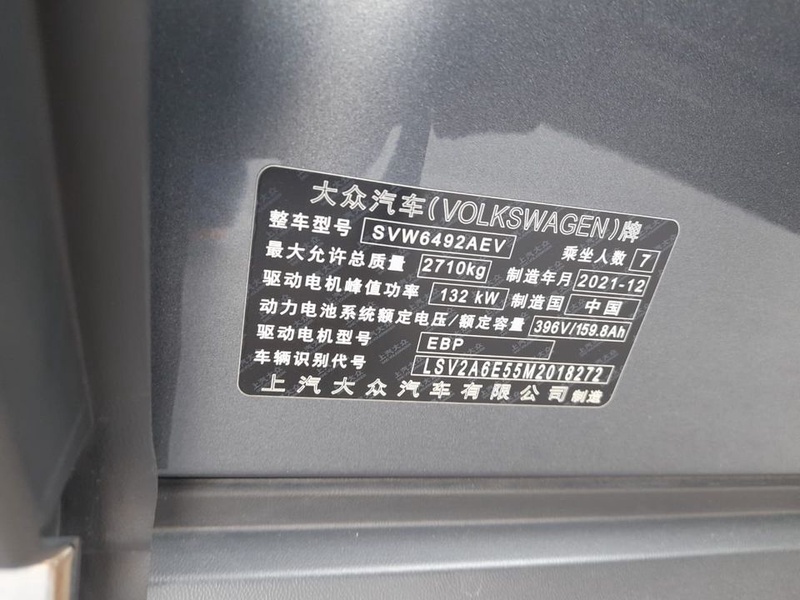 大众汽车(VOLKSWAGEN)牌
整车型号 SVW6492AEV 乘坐人数 7
最大允许总质量 2710kg 制造年月 2021-12
驱动电机峰值功率 132 kW 制造国 中国
动力电池系统额定电压/额定容量 396V/159.8Ah
驱动电机型号 EBP
车辆识别代号 LSV2A6E55M2018272
上汽大众汽车有限公司 制造